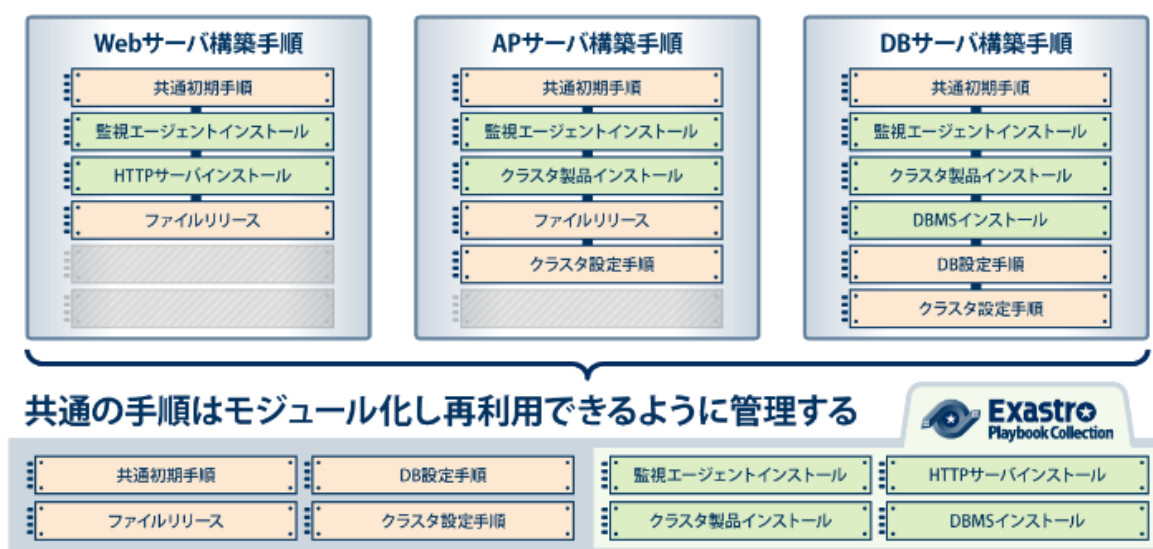 Webサーバ構築手順
共通初期手順
監視エージェントインストール
HTTPサーバインストール
ファイルリリース
APサーバ構築手順
共通初期手順
監視エージェントインストール
クラスタ製品インストール
ファイルリリース
クラスタ設定手順
DBサーバ構築手順
共通初期手順
監視エージェントインストール
クラスタ製品インストール
DBMSインストール
DB設定手順
クラスタ設定手順
共通の手順はモジュール化し再利用できるように管理する
Exastro
Playbook Collection
共通初期手順
DB設定手順
ファイルリリース
クラスタ設定手順
監視エージェントインストール
HTTPサーバインストール
クラスタ製品インストール
DBMSインストール